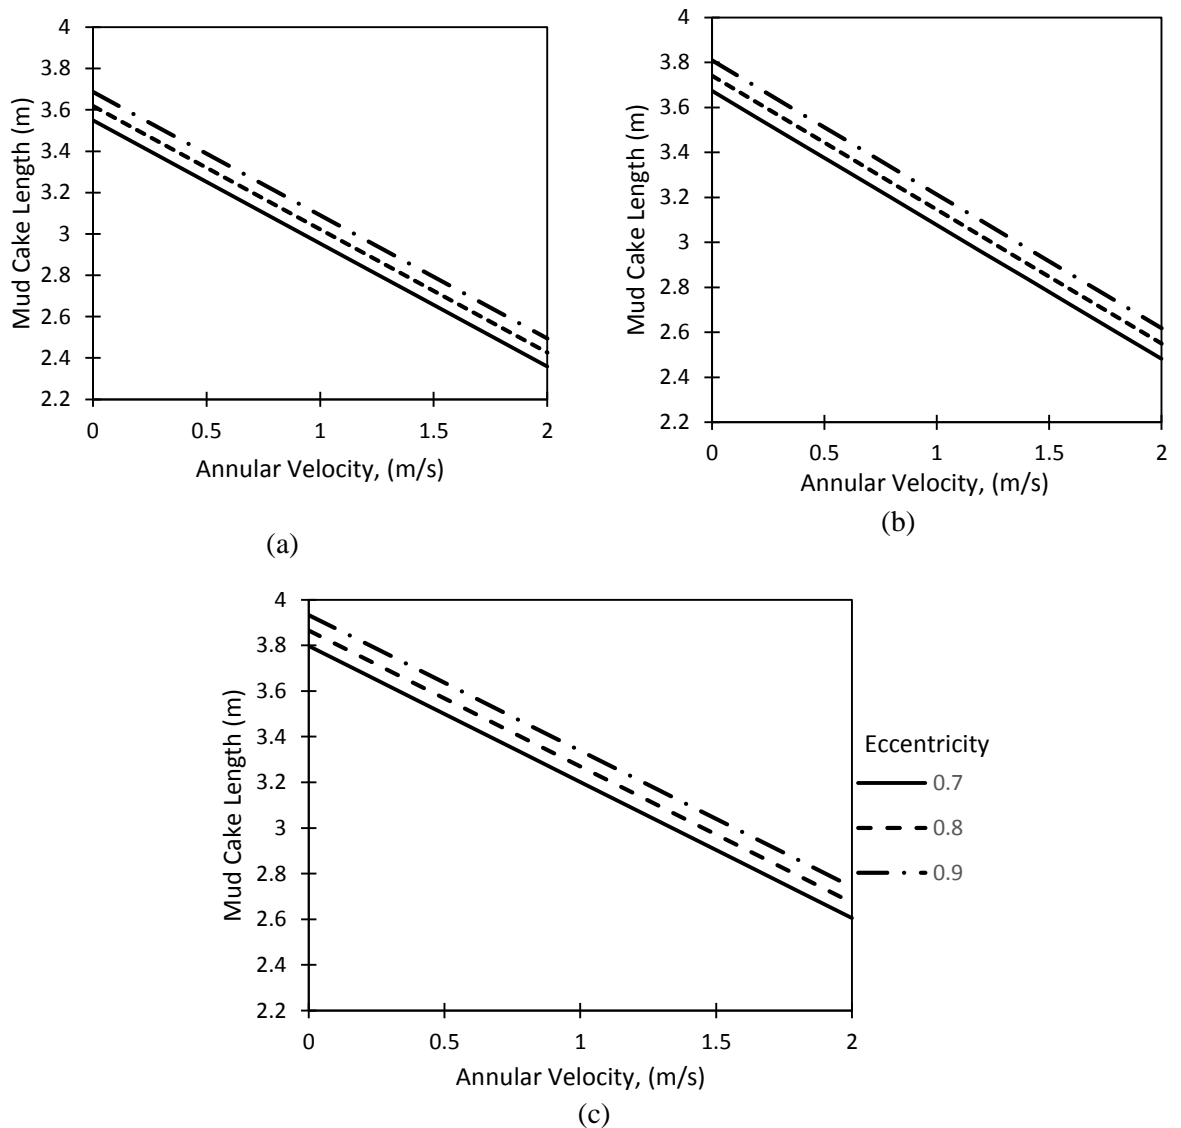 4
3.8
3.6
3.4
3.2
3
2.8
2.6
2.4
2.2
Mud Cake Length (m)
0 0.5 1 1.5 2
Annular Velocity, (m/s)
(a)
4
3.8
3.6
3.4
3.2
3
2.8
2.6
2.4
2.2
Mud Cake Length (m)
0 0.5 1 1.5 2
Annular Velocity, (m/s)
(b)
4
3.8
3.6
3.4
3.2
3
2.8
2.6
2.4
2.2
Mud Cake Length (m)
0 0.5 1 1.5 2
Annular Velocity, (m/s)
(c)
Eccentricity
0.7
0.8
0.9